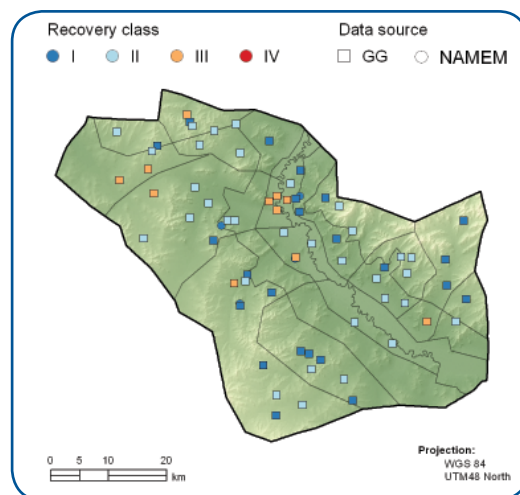 Recovery class Data source
I II III IV GG NAMEM
0 5 10 20
km
Projection:
WGS 84
UTM48 North